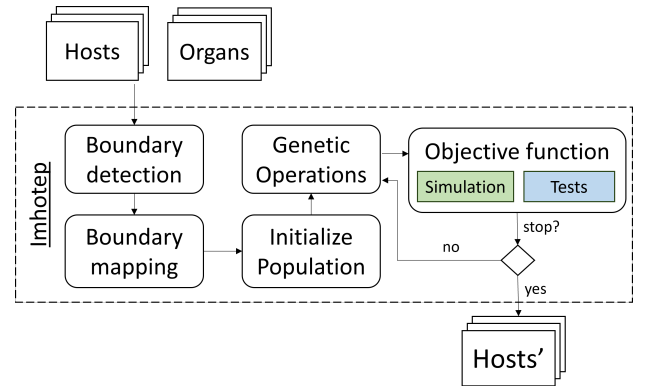 Hosts
Organs
Imhotep
Boundary
detection
Boundary
mapping
Genetic
Operations
Initialize
Population
Objective function
Simulation
Tests
stop?
no
yes
Hosts’